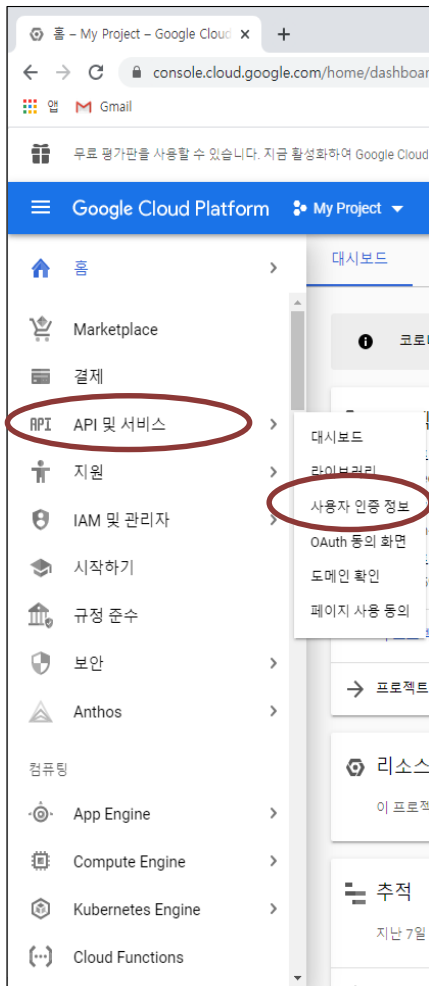 홈 – My Project – Google Cloud
console.cloud.google.com/home/dashboar
앱 Gmail
무료 평가판을 사용할 수 있습니다. 지금 활성화하여 Google Cloud
Google Cloud Platform My Project
홈
대시보드
Marketplace
코로
결제
API API 및 서비스
대시보드
지원
라이브러리
사용자 인증 정보
IAM 및 관리자
OAuth 동의 화면
시작하기
도메인 확인
규정 준수
페이지 사용 동의
보안
프로젝트
Anthos
컴퓨팅
리소스
App Engine
이 프로젝
Compute Engine
추적
Kubernetes Engine
지난 7일
Cloud Functions